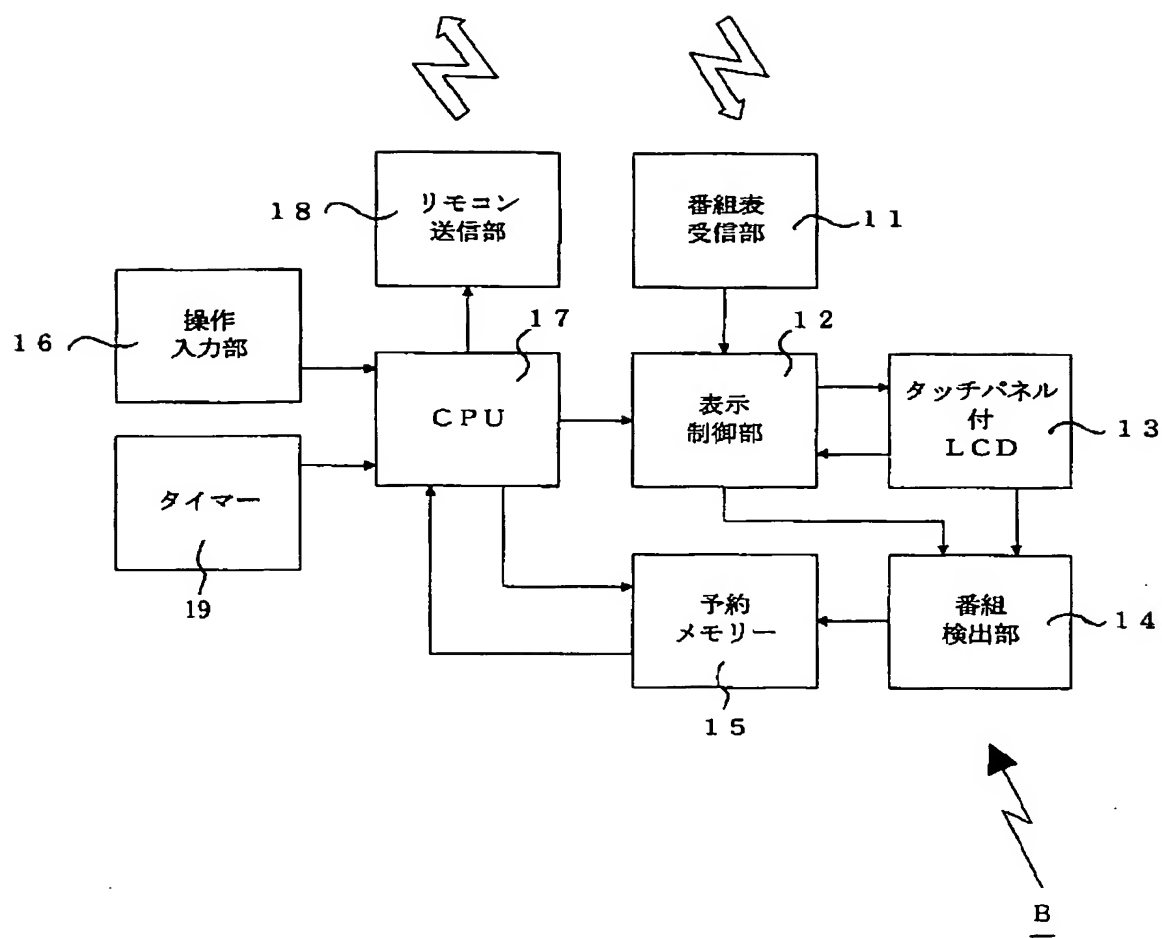 リモコン
送信部
18
番組表
受信部
11
操作
入力部
16
17
CPU
12
表示
制御部
タッチパネル
付
LCD
13
タイマー
19
予約
メモリー
15
番組
検出部
14
B